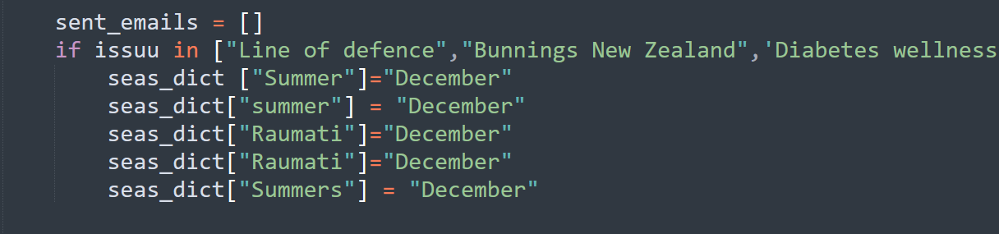 sent_emails = []
if issuu in ["Line of defence","Bunnings New Zealand",'Diabetes wellness
seas_dict ["Summer"]="December"
seas_dict["summer"] = "December"
seas_dict["Raumati"]="December"
seas_dict["Raumati"]="December"
seas_dict["Summers"] = "December"